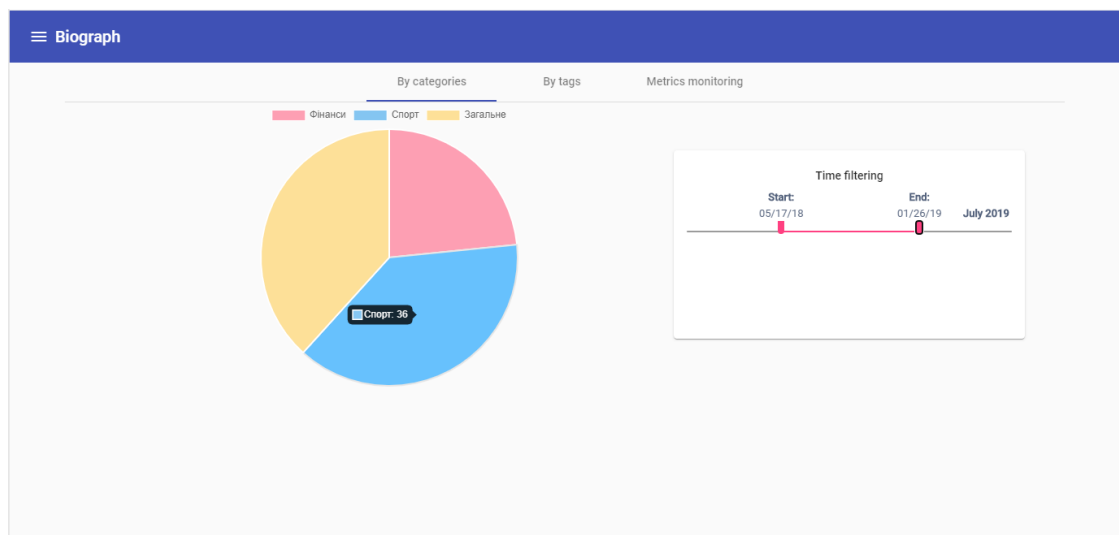 Biograph
By categories By tags Metrics monitoring
Фінанси Спорт Загальне
Time filtering
Start: End:
05/17/18 01/26/19 July 2019
Спорт: 36